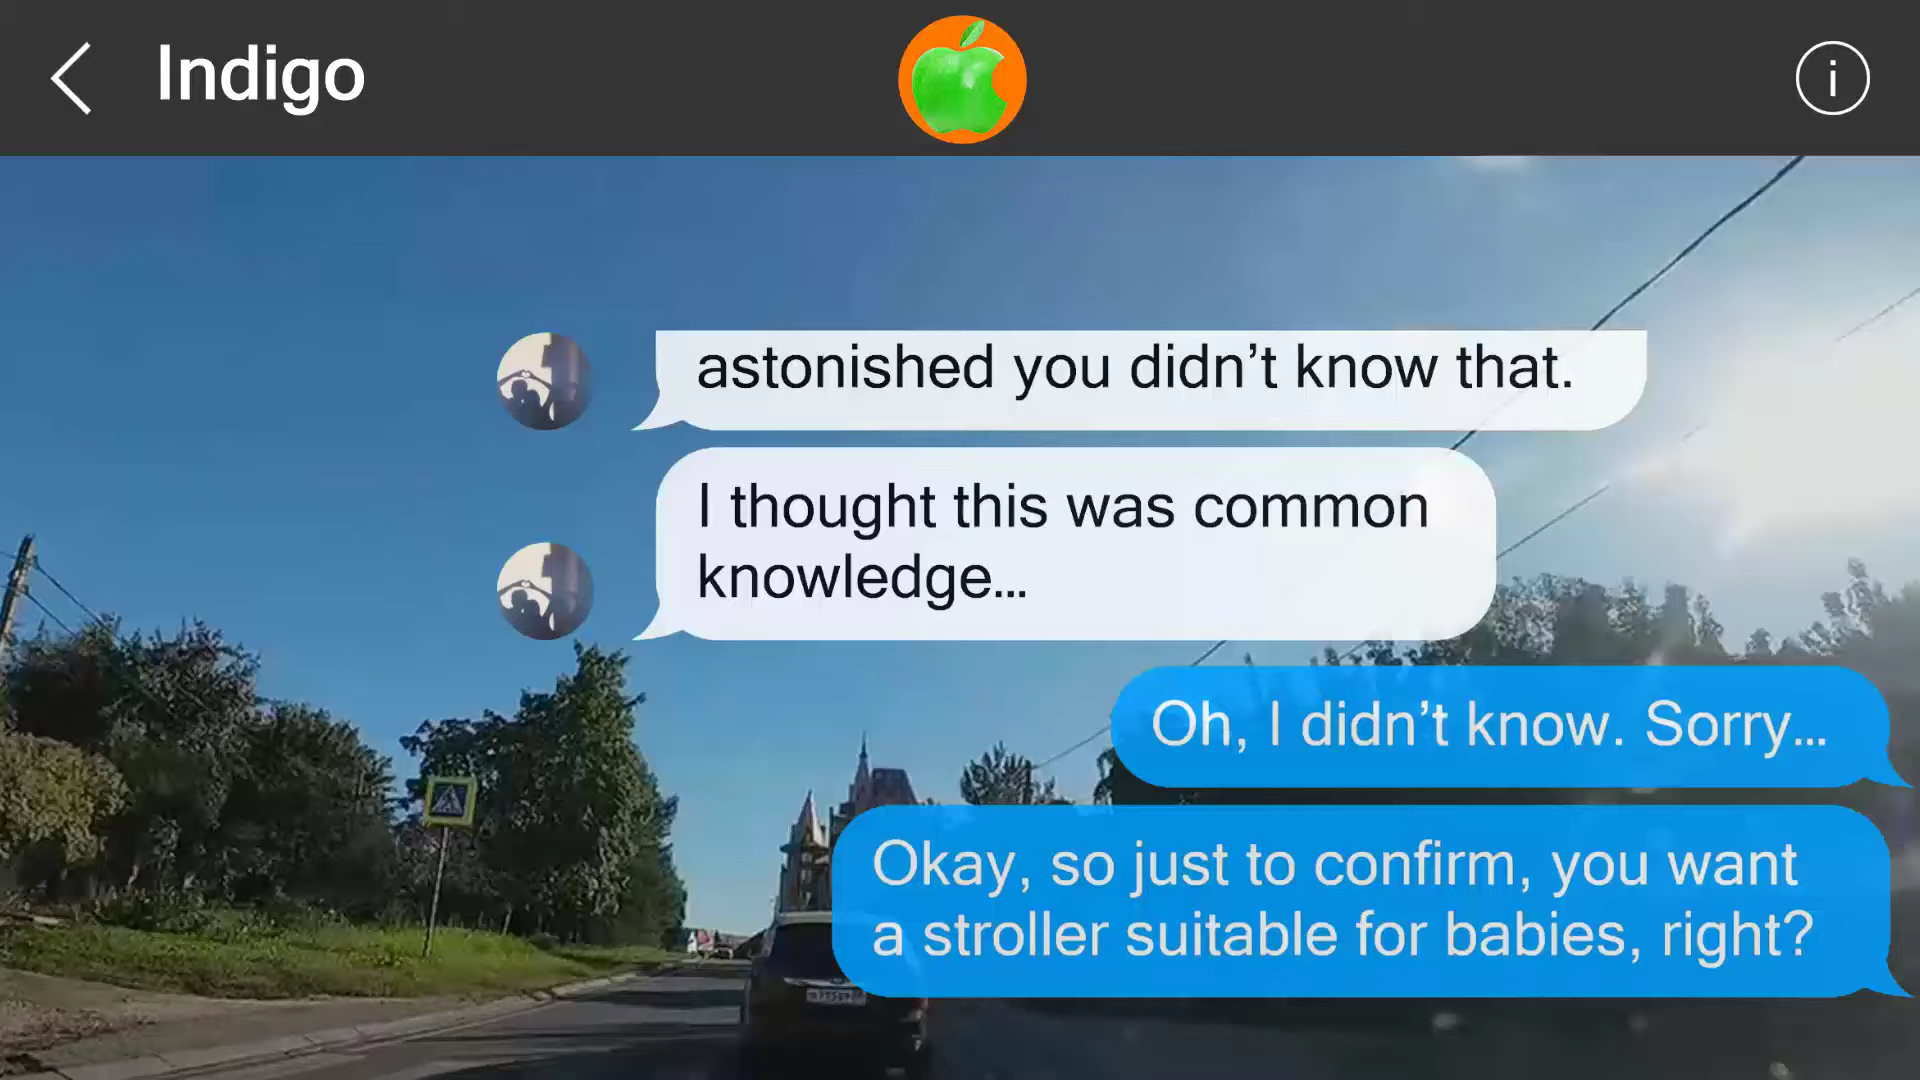 Indigo
i
astonished you didn’t know that.
I thought this was common
knowledge…
Oh, I didn’t know. Sorry…
Okay, so just to confirm, you want
a stroller suitable for babies, right?